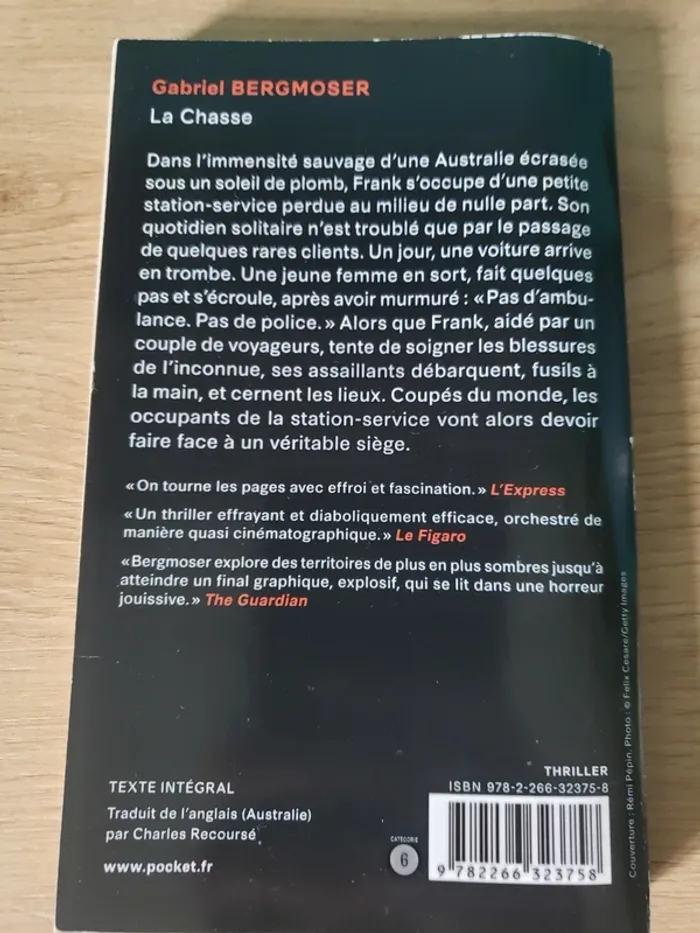 Gabriel BERGMOSER
La Chasse
Dans l'immensité sauvage d'une Australie écrasée
sous un soleil de plomb, Frank s'occupe d'une petite
station-service perdue au milieu de nulle part. Son
quotidien solitaire n'est troublé que par le passage
de quelques rares clients. Un jour, une voiture arrive
en trombe. Une jeune femme en sort, fait quelques
pas et s'écroule, après avoir murmuré : « Pas d'ambu-
lance. Pas de police. » Alors que Frank, aidé par un
couple de voyageurs, tente de soigner les blessures
de l'inconnue, ses assaillants débarquent, fusils à
la main, et cernent les lieux. Coupés du monde, les
occupants de la station-service vont alors devoir
faire face à un véritable siège.
« On tourne les pages avec effroi et fascination. » L'Express
« Un thriller effrayant et diaboliquement efficace, orchestré de
manière quasi cinématographique. » Le Figaro
« Bergmoser explore des territoires de plus en plus sombres jusqu'à
atteindre un final graphique, explosif, qui se lit dans une horreur
jouissive. » The Guardian
TEXTE INTÉGRAL
Traduit de l'anglais (Australie)
par Charles Recoursé
www.pocket.fr
CATÉGORIE
6
THRILLER
ISBN 978-2-266-32375-8
9 782266 323758
Couverture : Rémi Pépin. Photo : © Felix Cesare/Getty Images